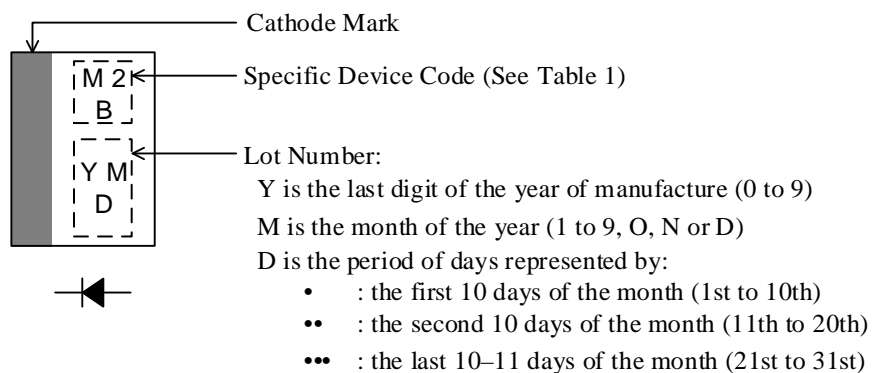 Cathode Mark
M 2
B
Specific Device Code (See Table 1)
Y M
D
Lot Number:
Y is the last digit of the year of manufacture (0 to 9)
M is the month of the year (1 to 9, O, N or D)
D is the period of days represented by:
• : the first 10 days of the month (1st to 10th)
•• : the second 10 days of the month (11th to 20th)
••• : the last 10–11 days of the month (21st to 31st)